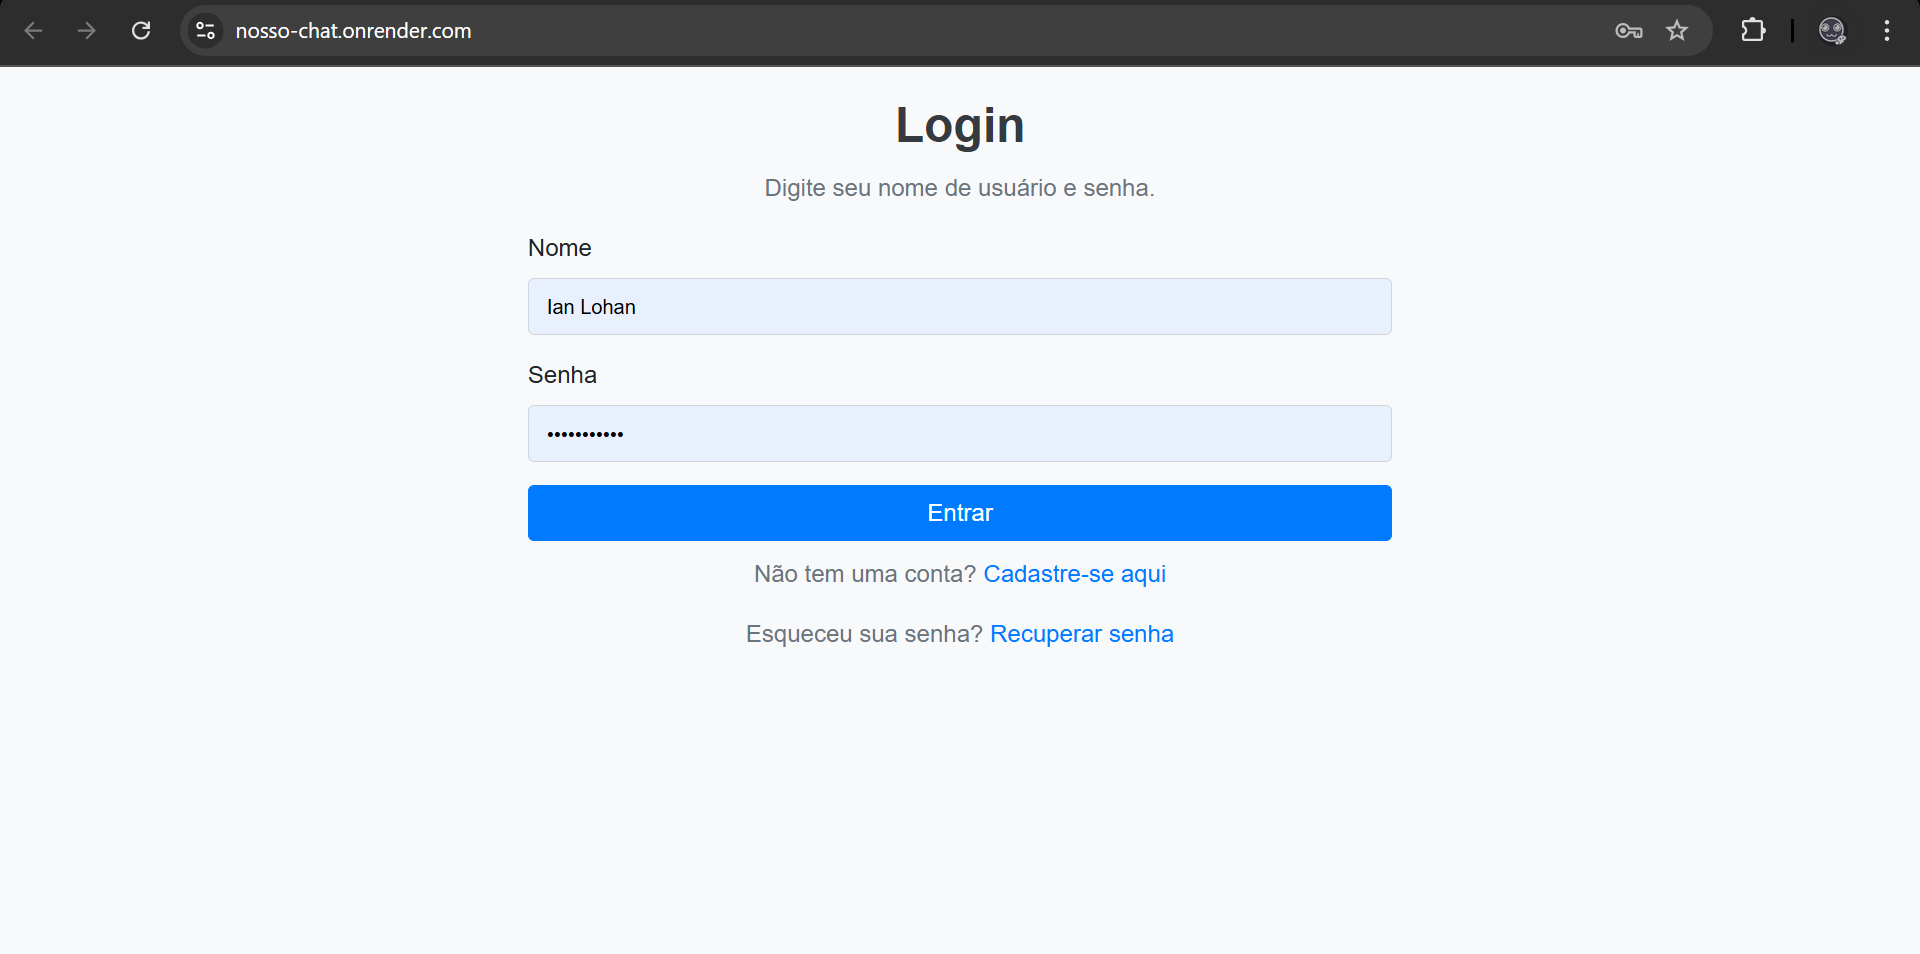 nosso-chat.onrender.com
Login
Digite seu nome de usuário e senha.
Nome
Ian Lohan
Senha
•••••••••••
Entrar
Não tem uma conta? Cadastre-se aqui
Esqueceu sua senha? Recuperar senha